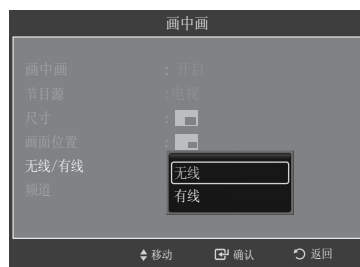 画中画
画中画 : 开启
节目源 : 电视
尺寸 :
画面位置 :
无线/有线
无线
有线
频道
移动 确认 返回